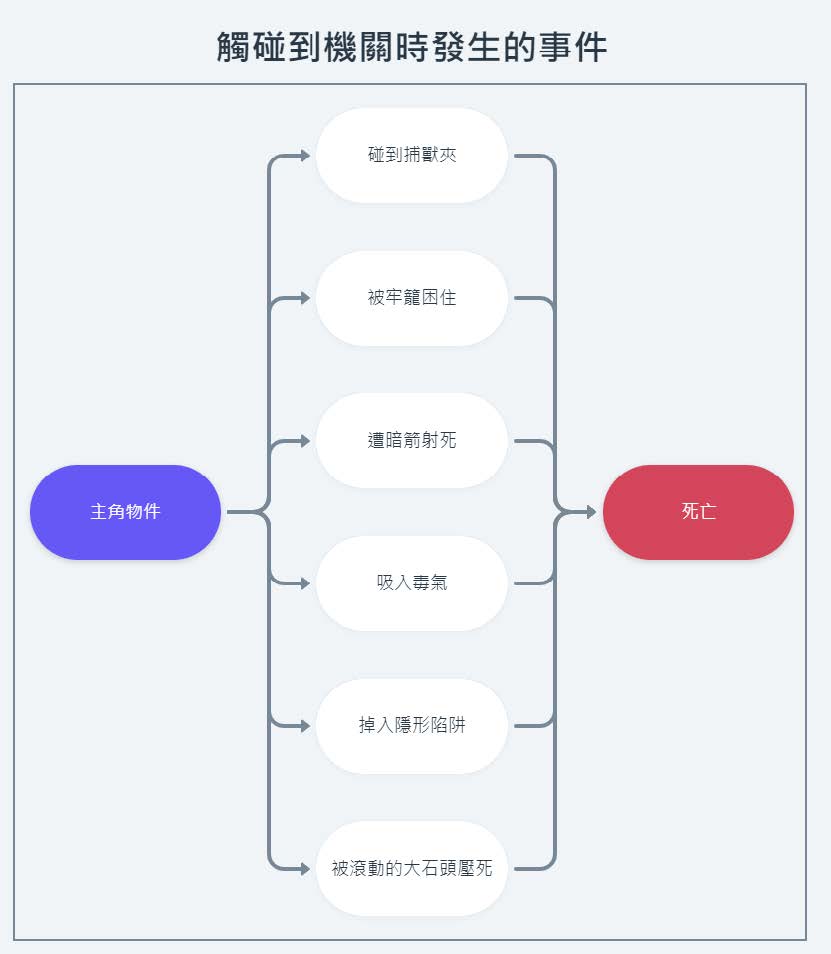 觸碰到機關時發生的事件
碰到捕獸夾
被牢籠困住
遭暗箭射死
主角物件
死亡
吸入毒氣
掉入隱形陷阱
被滾動的大石頭壓死